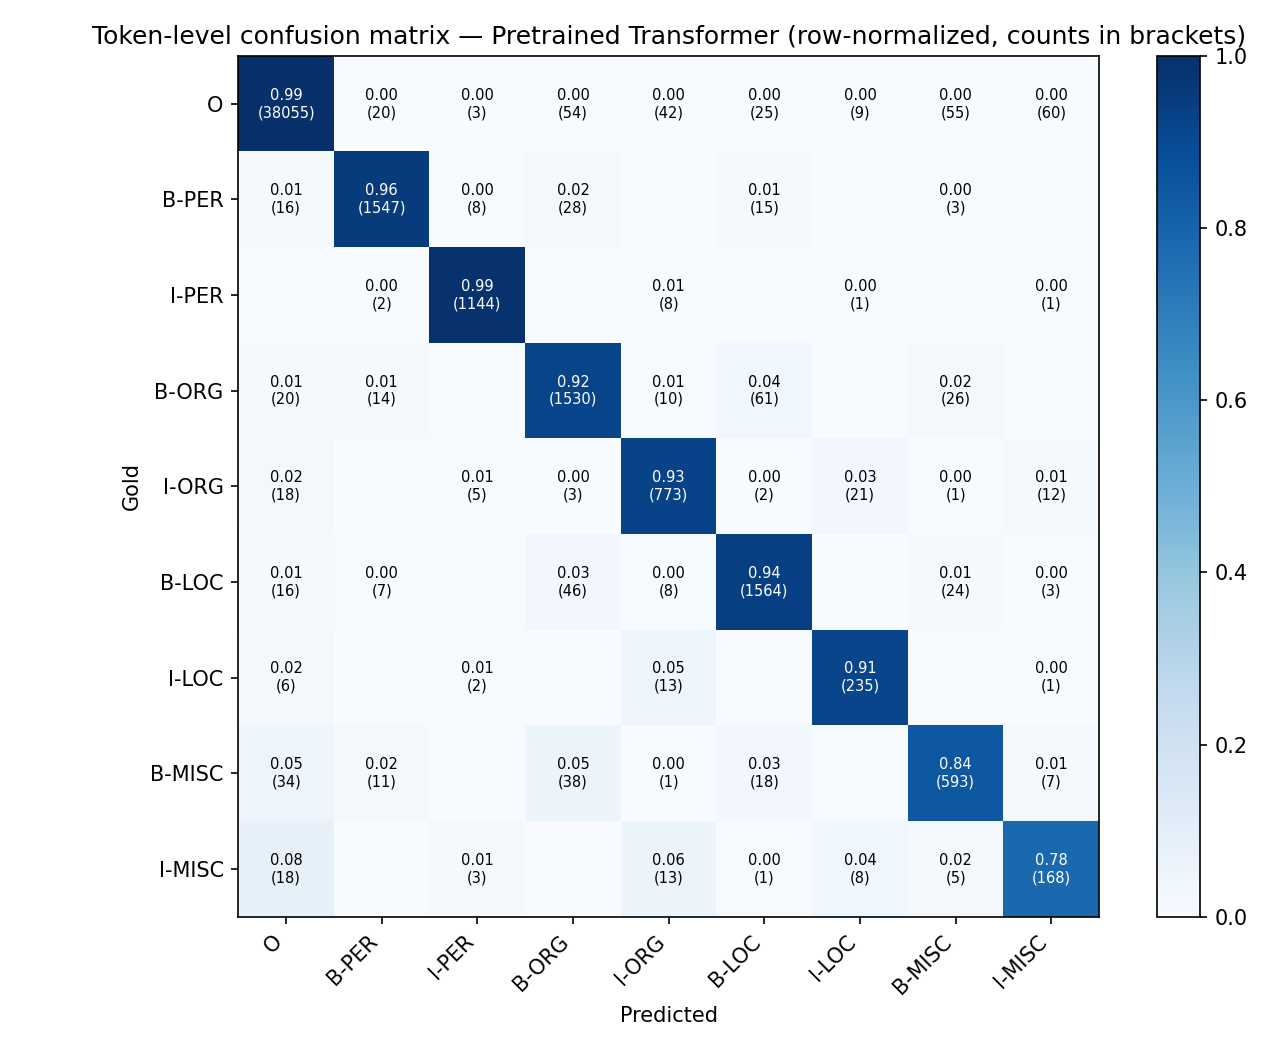 Token-level confusion matrix — Pretrained Transformer (row-normalized, counts in brackets)
O 0.99 0.00 0.00 0.00 0.00 0.00 0.00 0.00 0.00
(38055) (20) (3) (54) (42) (25) (9) (55) (60)
B-PER 0.01 0.96 0.00 0.02 0.01 0.00
(16) (1547) (8) (28) (15) (3)
I-PER 0.00 0.99 0.01 0.00 0.00
(2) (1144) (8) (1) (1)
B-ORG 0.01 0.01 0.92 0.01 0.04 0.02
(20) (14) (1530) (10) (61) (26)
I-ORG 0.02 0.01 0.00 0.93 0.00 0.03 0.00 0.01
(18) (5) (3) (773) (2) (21) (1) (12)
B-LOC 0.01 0.00 0.03 0.00 0.94 0.01 0.00
(16) (7) (46) (8) (1564) (24) (3)
I-LOC 0.02 0.01 0.05 0.91 0.00
(6) (2) (13) (235) (1)
B-MISC 0.05 0.02 0.05 0.00 0.03 0.84 0.01
(34) (11) (38) (1) (18) (593) (7)
I-MISC 0.08 0.01 0.06 0.00 0.04 0.02 0.78
(18) (3) (13) (1) (8) (5) (168)
O B-PER I-PER B-ORG I-ORG B-LOC I-LOC B-MISC I-MISC
Predicted
Gold
1.0
0.8
0.6
0.4
0.2
0.0